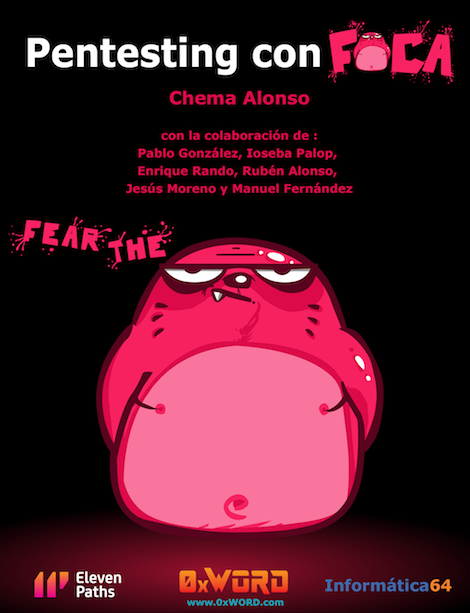 Pentesting con FOCA
Chema Alonso
con la colaboración de :
Pablo González, Ioseba Palop,
Enrique Rando, Rubén Alonso,
Jesús Moreno y Manuel Fernández
FEAR THE
Eleven
Paths
0xWORD
www.0xWORD.com
Informática64